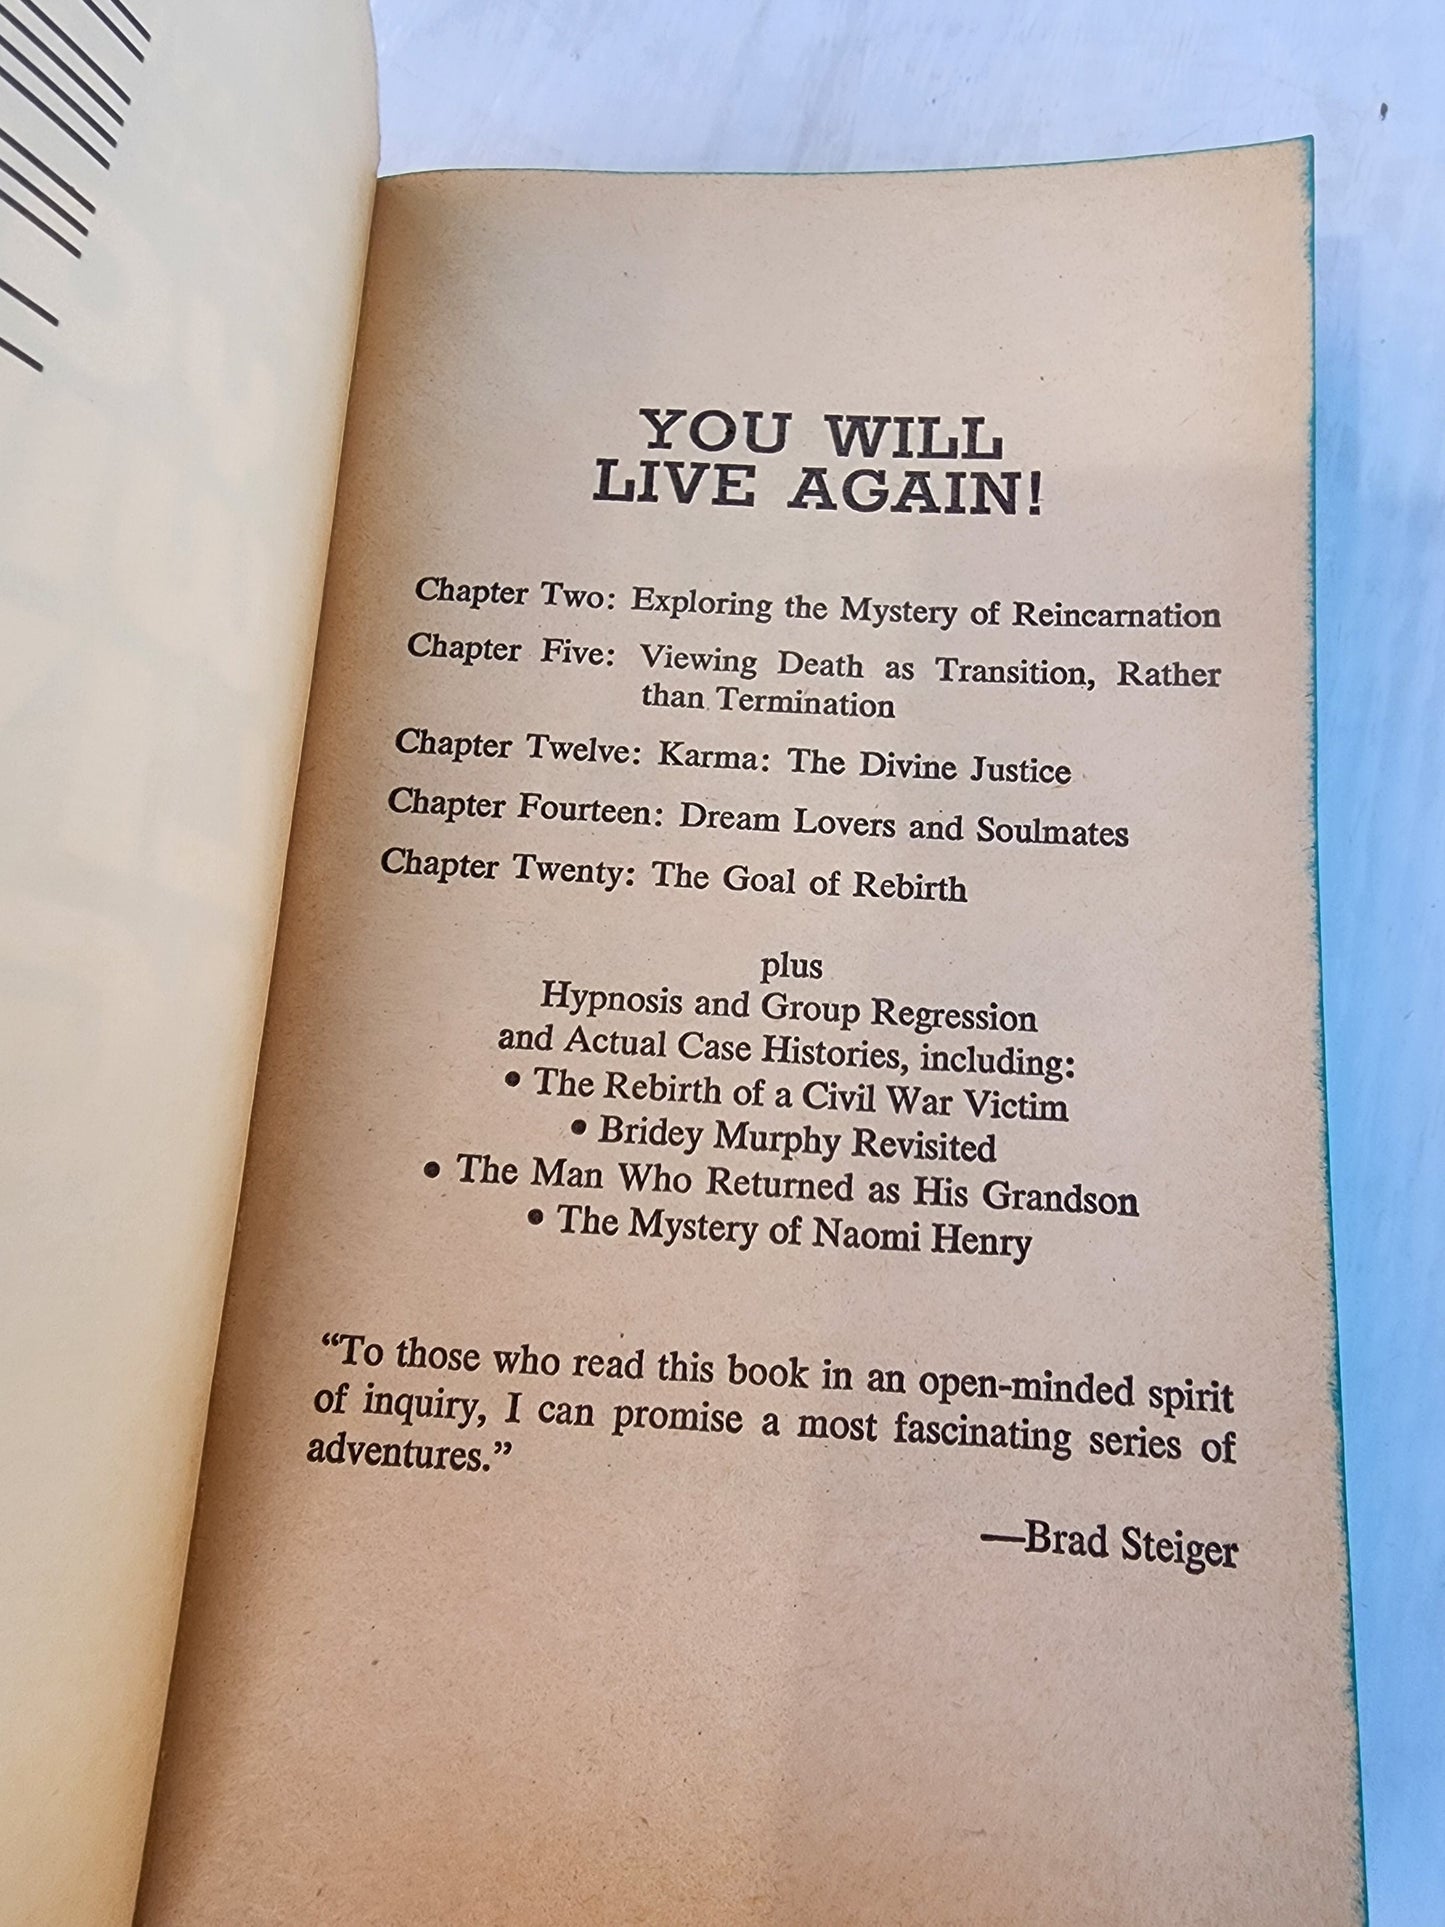 YOU WILL
LIVE AGAIN!
Chapter Two: Exploring the Mystery of Reincarnation
Chapter Five: Viewing Death as Transition, Rather
than Termination
Chapter Twelve: Karma: The Divine Justice
Chapter Fourteen: Dream Lovers and Soulmates
Chapter Twenty: The Goal of Rebirth
plus
Hypnosis and Group Regression
and Actual Case Histories, including:
• The Rebirth of a Civil War Victim
• Bridey Murphy Revisited
• The Man Who Returned as His Grandson
• The Mystery of Naomi Henry
“To those who read this book in an open-minded spirit
of inquiry, I can promise a most fascinating series of
adventures.”
—Brad Steiger